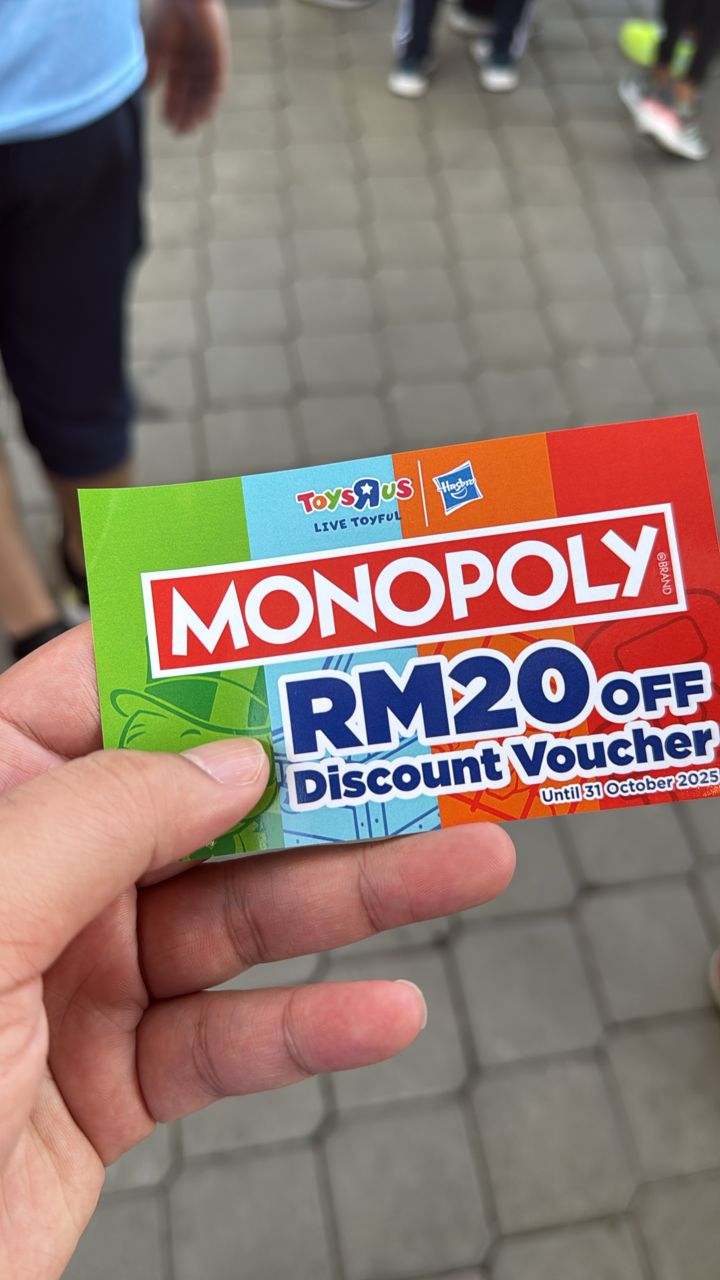 TOYSRUS
LIVE TOYFUL
Hasbro
MONOPOLY
®BRAND
RM20 OFF
Discount Voucher
Until 31 October 2025